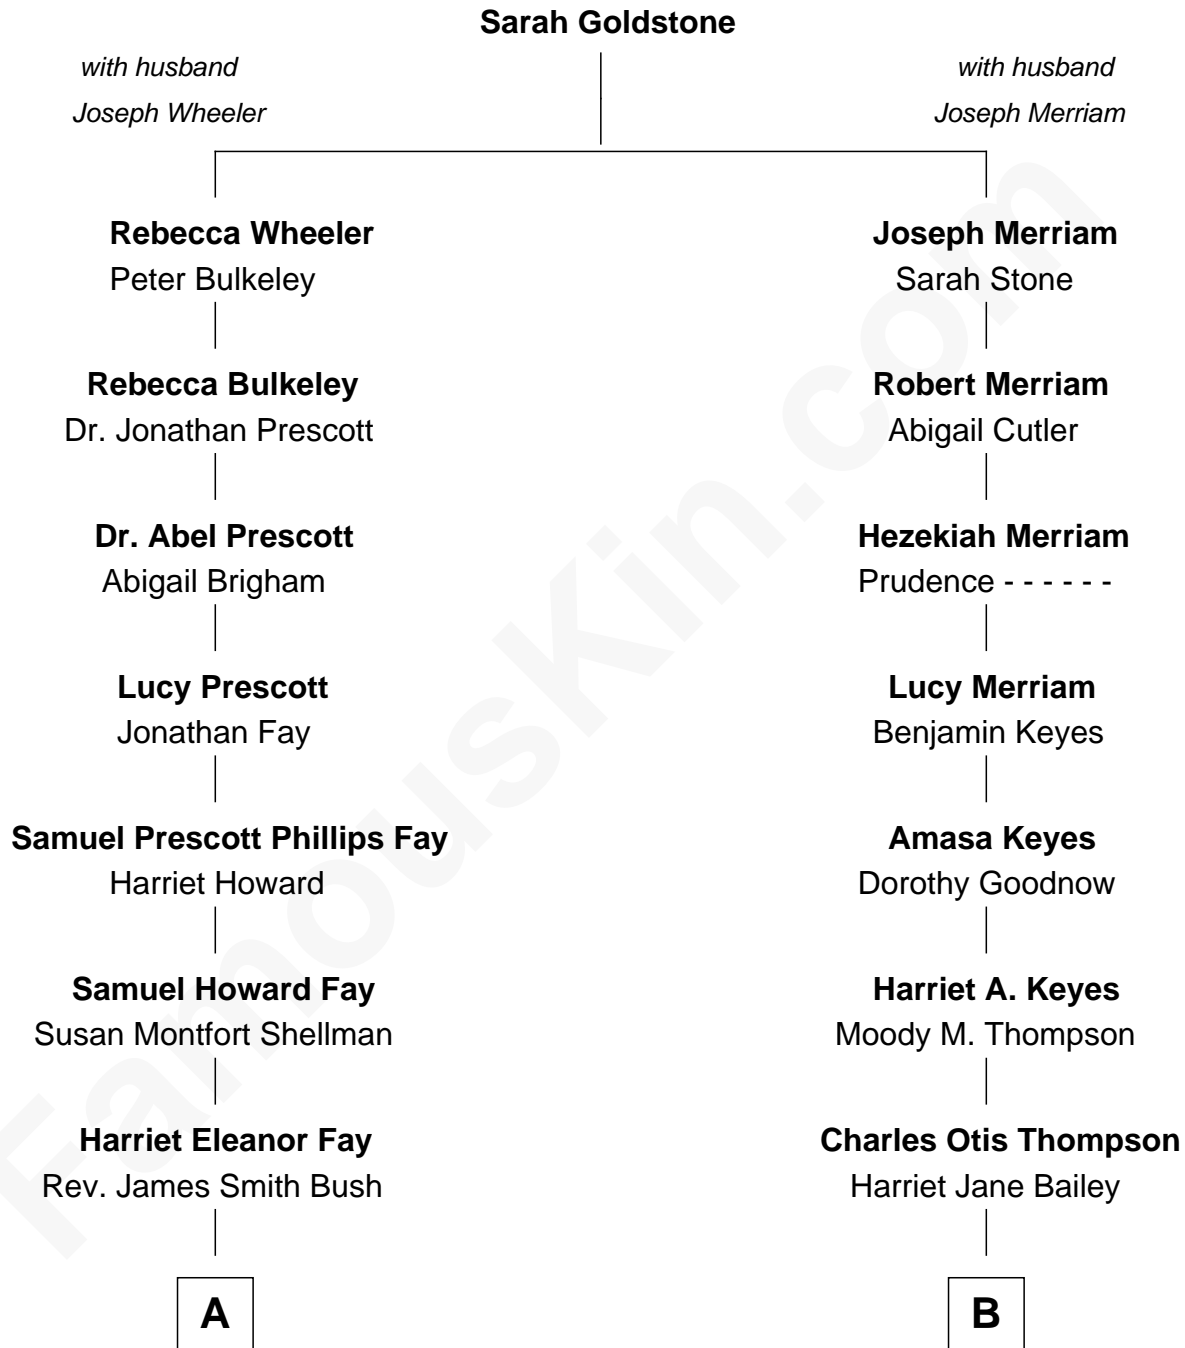 Sarah Goldstone
with husband
Joseph Wheeler
with husband
Joseph Merriam
Rebecca Wheeler
Peter Bulkeley
Joseph Merriam
Sarah Stone
Rebecca Bulkeley
Dr. Jonathan Prescott
Robert Merriam
Abigail Cutler
Dr. Abel Prescott
Abigail Brigham
Hezekiah Merriam
Prudence - - - - - -
Lucy Prescott
Jonathan Fay
Lucy Merriam
Benjamin Keyes
Samuel Prescott Phillips Fay
Harriet Howard
Amasa Keyes
Dorothy Goodnow
Samuel Howard Fay
Susan Montfort Shellman
Harriet A. Keyes
Moody M. Thompson
Harriet Eleanor Fay
Rev. James Smith Bush
Charles Otis Thompson
Harriet Jane Bailey
A
B
FamousKin.com